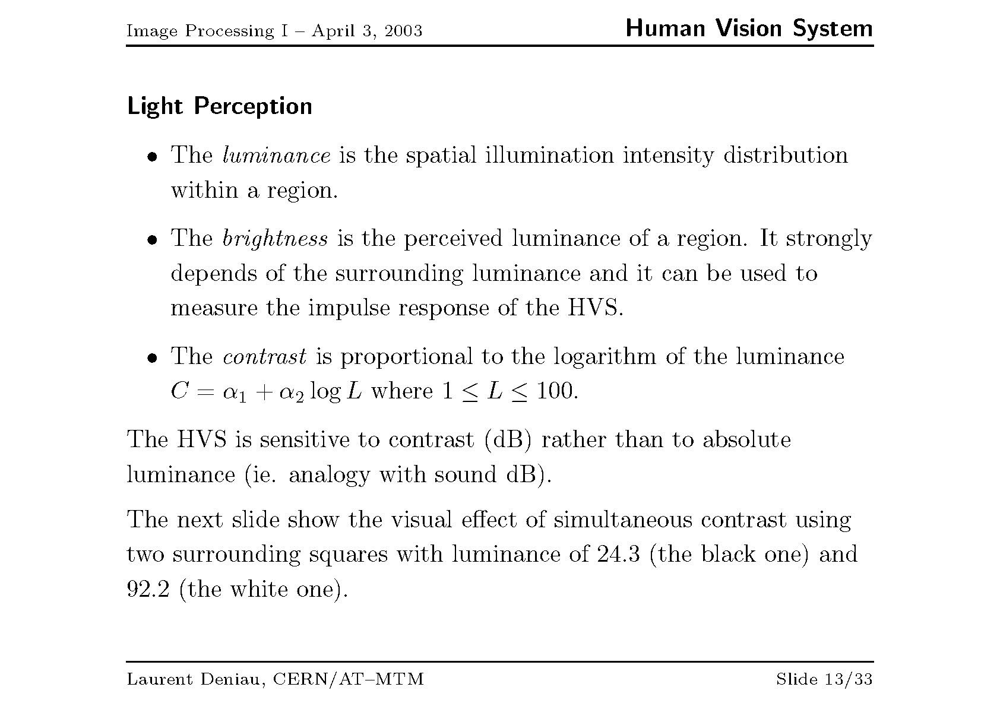 Image Processing I – April 3, 2003
Human Vision System
Light Perception
• The luminance is the spatial illumination intensity distribution
within a region.
• The brightness is the perceived luminance of a region. It strongly
depends of the surrounding luminance and it can be used to
measure the impulse response of the HVS.
• The contrast is proportional to the logarithm of the luminance
C = α₁ + α₂ log L where 1 ≤ L ≤ 100.
The HVS is sensitive to contrast (dB) rather than to absolute
luminance (ie. analogy with sound dB).
The next slide show the visual effect of simultaneous contrast using
two surrounding squares with luminance of 24.3 (the black one) and
92.2 (the white one).
Laurent Deniau, CERN/AT–MTM
Slide 13/33